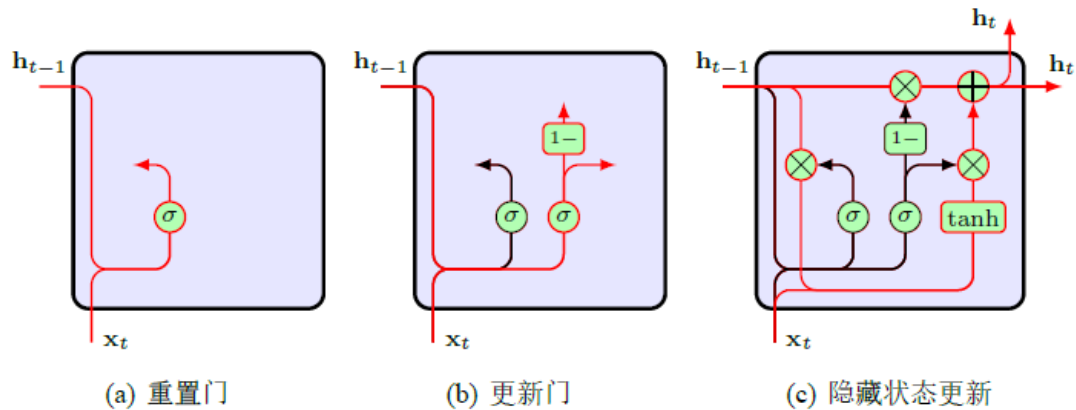 h_{t−1}
σ
x_t
(a) 重置门
h_{t−1}
1−
σ σ
x_t
(b) 更新门
h_t
h_{t−1} h_t
1−
σ σ tanh
x_t
(c) 隐藏状态更新